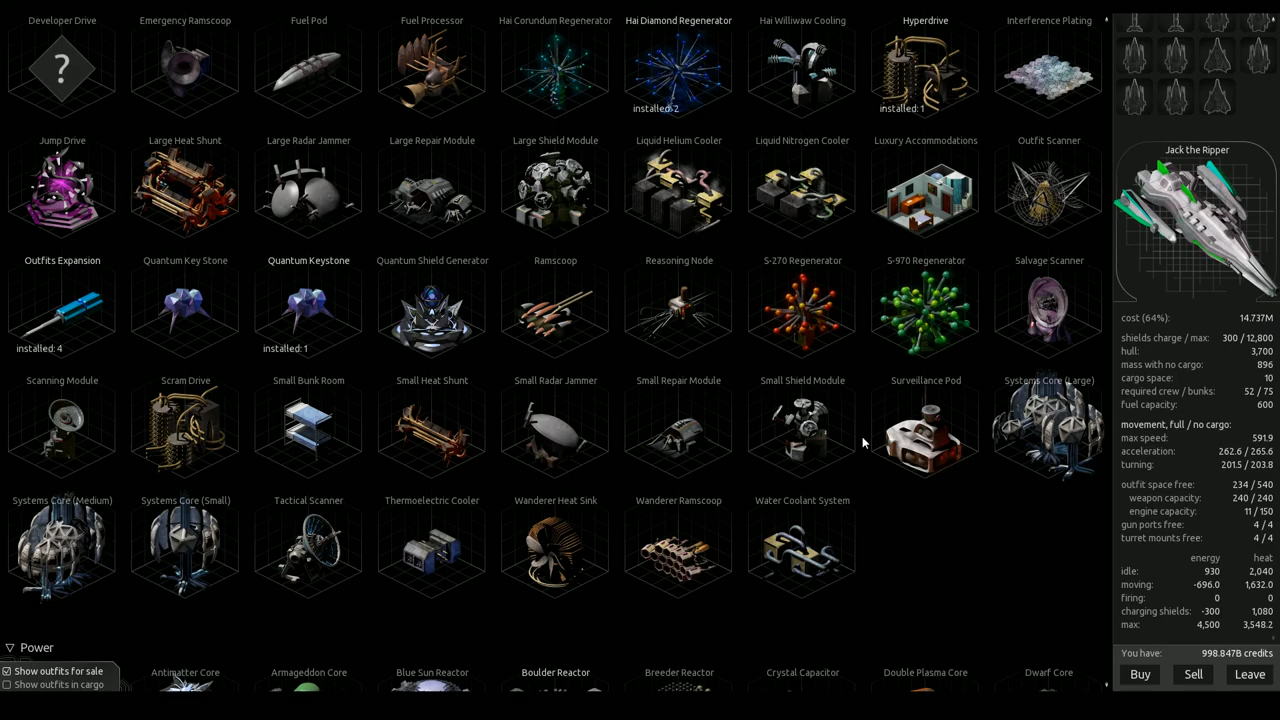 Developer Drive
Emergency Ramscoop
Fuel Pod
Fuel Processor
Hai Corundum Regenerator
Hai Diamond Regenerator
Hai Williwaw Cooling
Hyperdrive
Interference Plating
?
installed: 2
installed: 1
Jump Drive
Large Heat Shunt
Large Radar Jammer
Large Repair Module
Large Shield Module
Liquid Helium Cooler
Liquid Nitrogen Cooler
Luxury Accommodations
Outfit Scanner
Outfits Expansion
Quantum Key Stone
Quantum Keystone
Quantum Shield Generator
Ramscoop
Reasoning Node
S-270 Regenerator
S-970 Regenerator
Salvage Scanner
installed: 4
installed: 1
Scanning Module
Scram Drive
Small Bunk Room
Small Heat Shunt
Small Radar Jammer
Small Repair Module
Small Shield Module
Surveillance Pod
Systems Core (Large)
Systems Core (Medium)
Systems Core (Small)
Tactical Scanner
Thermoelectric Cooler
Wanderer Heat Sink
Wanderer Ramscoop
Water Coolant System
Power
Show outfits for sale
Show outfits in cargo
Antimatter Core
Armageddon Core
Blue Sun Reactor
Boulder Reactor
Breeder Reactor
Crystal Capacitor
Double Plasma Core
Dwarf Core
Jack the Ripper
cost (64%): 14.737M
shields charge / max: 300 / 12,800
hull: 3,700
mass with no cargo: 896
cargo space: 10
required crew / bunks: 52 / 75
fuel capacity: 600
movement, full / no cargo:
max speed: 591.9
acceleration: 262.6 / 265.6
turning: 201.5 / 203.8
outfit space free: 234 / 540
weapon capacity: 240 / 240
engine capacity: 11 / 150
gun ports free: 4 / 4
turret mounts free: 4 / 4
energy heat
idle: 930 2,040
moving: -696.0 1,632.0
firing: 0 0
charging shields: -300 1,080
max: 4,500 3,548.2
You have: 998.847B credits
Buy Sell Leave